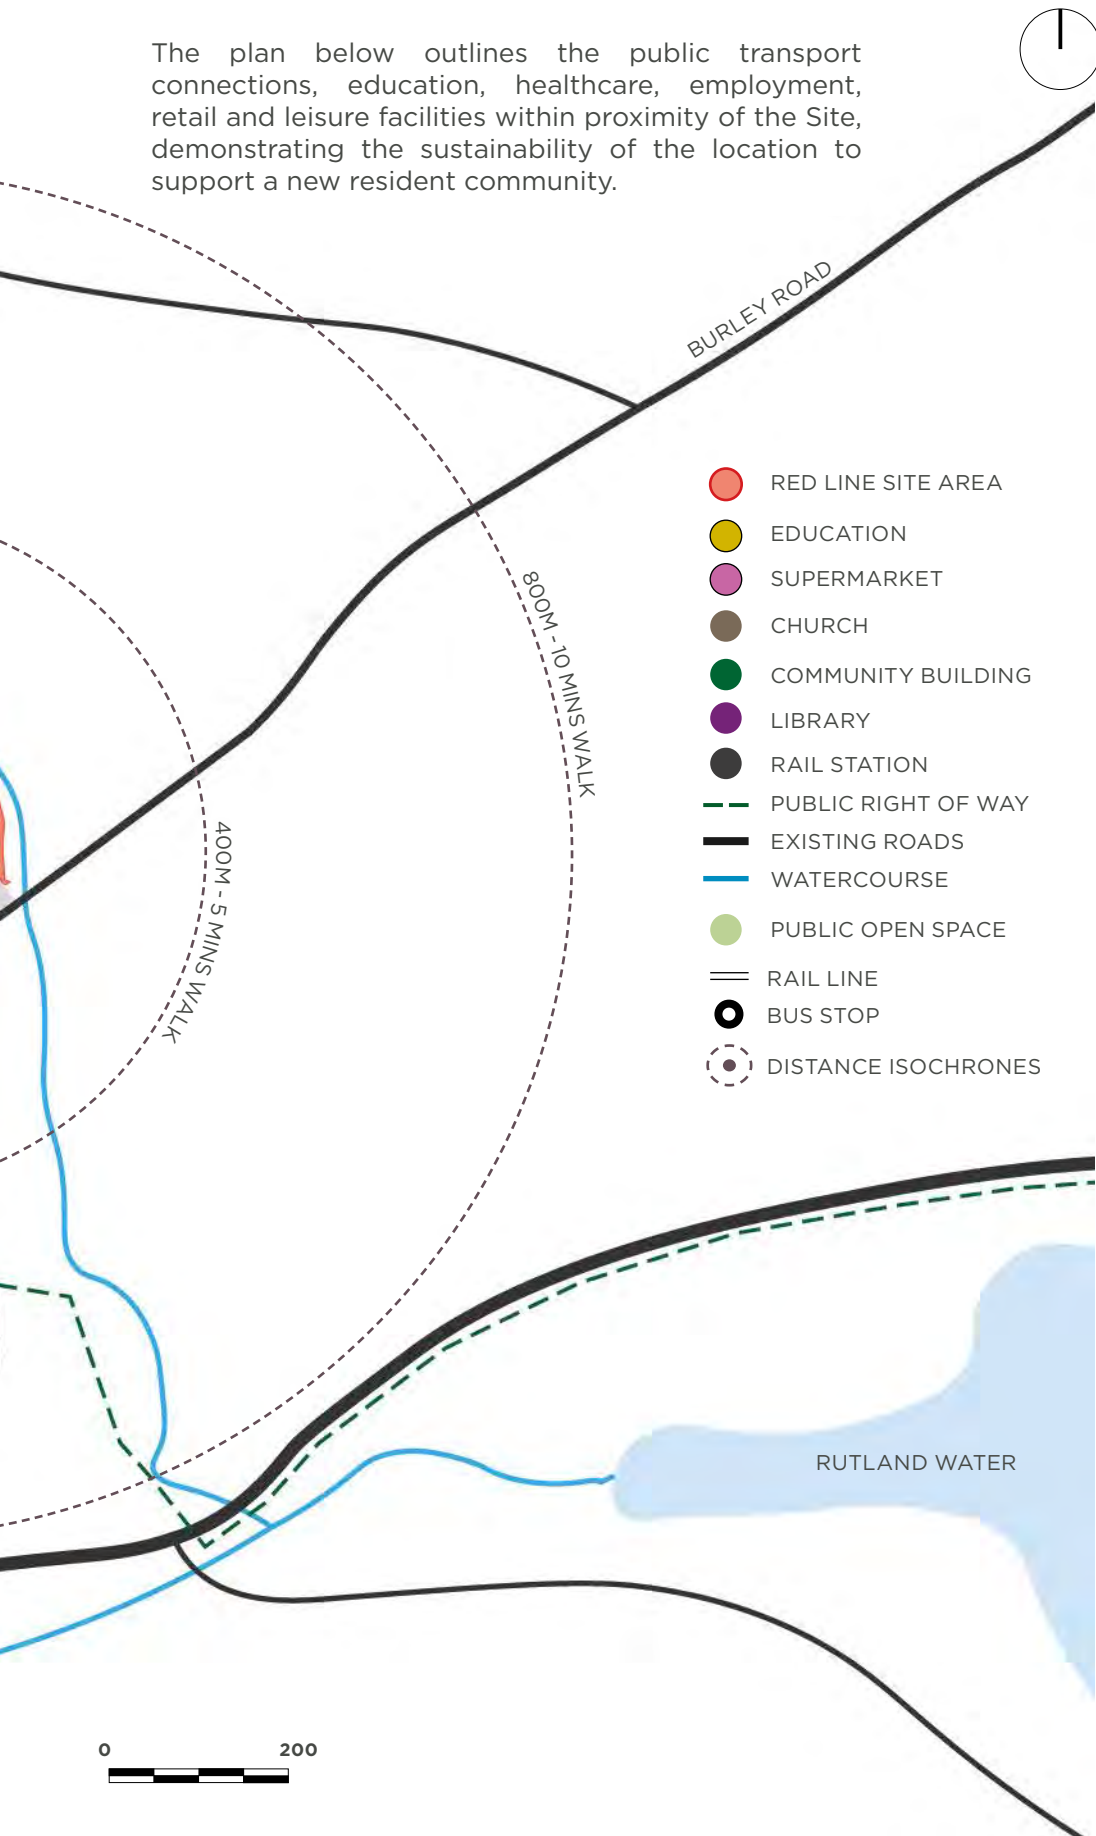 The plan below outlines the public transport
connections, education, healthcare, employment,
retail and leisure facilities within proximity of the Site,
demonstrating the sustainability of the location to
support a new resident community.
BURLEY ROAD
RED LINE SITE AREA
EDUCATION
SUPERMARKET
CHURCH
COMMUNITY BUILDING
LIBRARY
RAIL STATION
PUBLIC RIGHT OF WAY
EXISTING ROADS
WATERCOURSE
PUBLIC OPEN SPACE
RAIL LINE
BUS STOP
DISTANCE ISOCHRONES
800M - 10 MINS WALK
400M - 5 MINS WALK
RUTLAND WATER
0 200